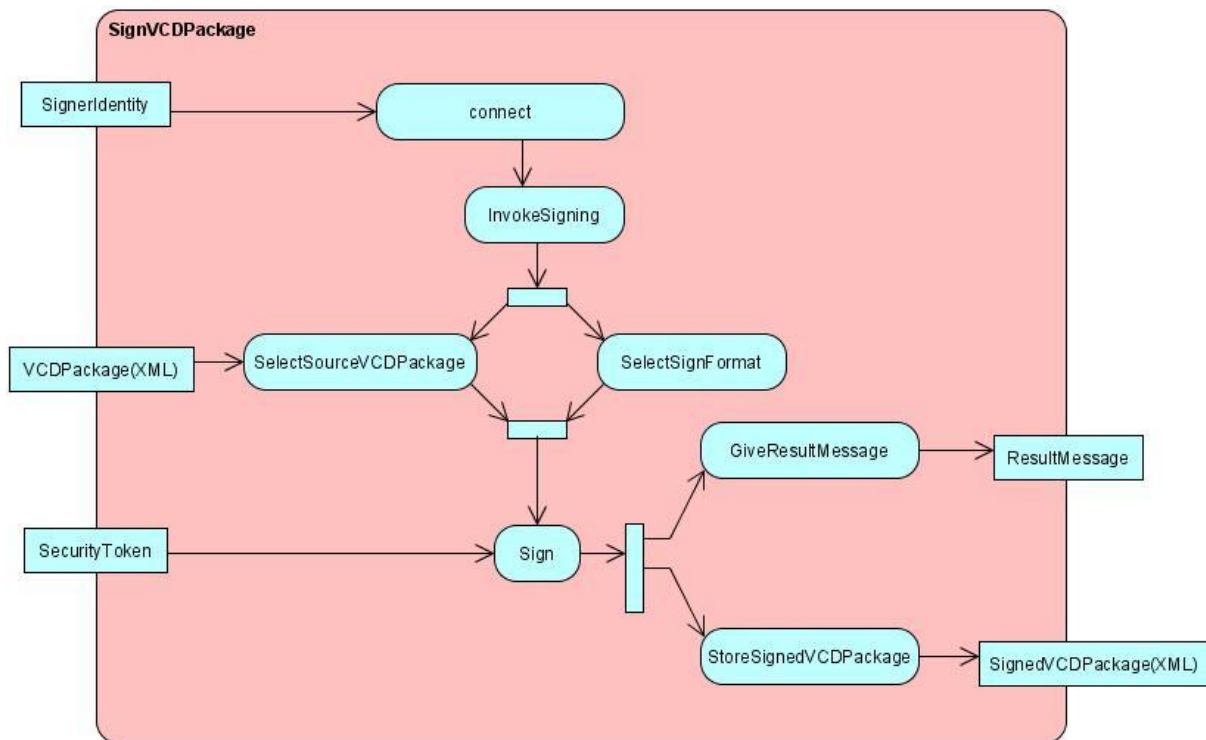 SignVCDPackage
SignerIdentity
connect
InvokeSigning
VCDPackage(XML)
SelectSourceVCDPackage
SelectSignFormat
GiveResultMessage
ResultMessage
SecurityToken
Sign
StoreSignedVCDPackage
SignedVCDPackage(XML)